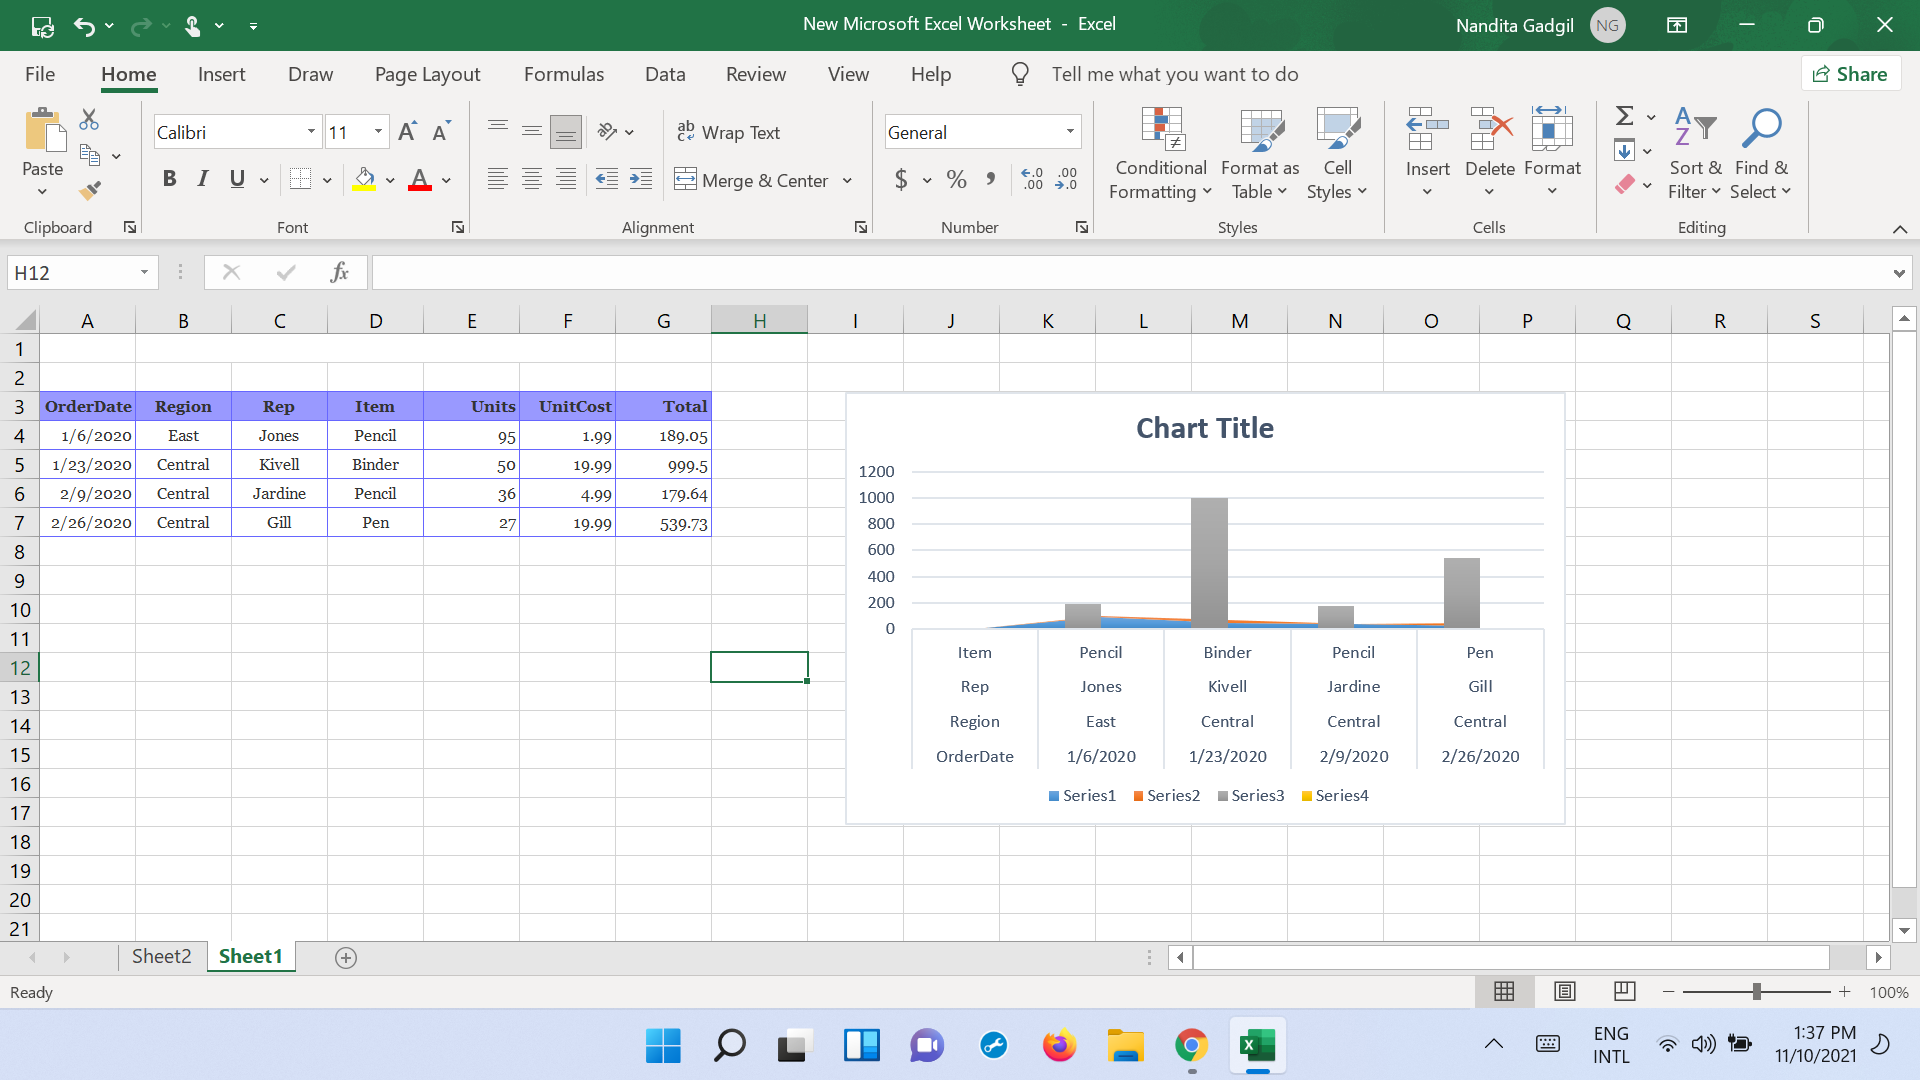 New Microsoft Excel Worksheet - Excel
Nandita Gadgil NG
File Home Insert Draw Page Layout Formulas Data Review View Help Tell me what you want to do Share
Paste
Calibri 11
ab Wrap Text
B I U A
Merge & Center
General
$ % , .00 .00
Conditional Formatting
Format as Table
Cell Styles
Insert Delete Format
Sort & Filter
Find & Select
Clipboard Font Alignment Number Styles Cells Editing
H12 fx
A B C D E F G H I J K L M N O P Q R S
1
2
3 OrderDate Region Rep Item Units UnitCost Total
4 1/6/2020 East Jones Pencil 95 1.99 189.05
5 1/23/2020 Central Kivell Binder 50 19.99 999.5
6 2/9/2020 Central Jardine Pencil 36 4.99 179.64
7 2/26/2020 Central Gill Pen 27 19.99 539.73
8
9
10
11
12
13
14
15
16
17
18
19
20
21
Chart Title
1200
1000
800
600
400
200
0
Item Pencil Binder Pencil Pen
Rep Jones Kivell Jardine Gill
Region East Central Central Central
OrderDate 1/6/2020 1/23/2020 2/9/2020 2/26/2020
Series1 Series2 Series3 Series4
Sheet2 Sheet1
Ready 100%
ENG INTL
1:37 PM
11/10/2021